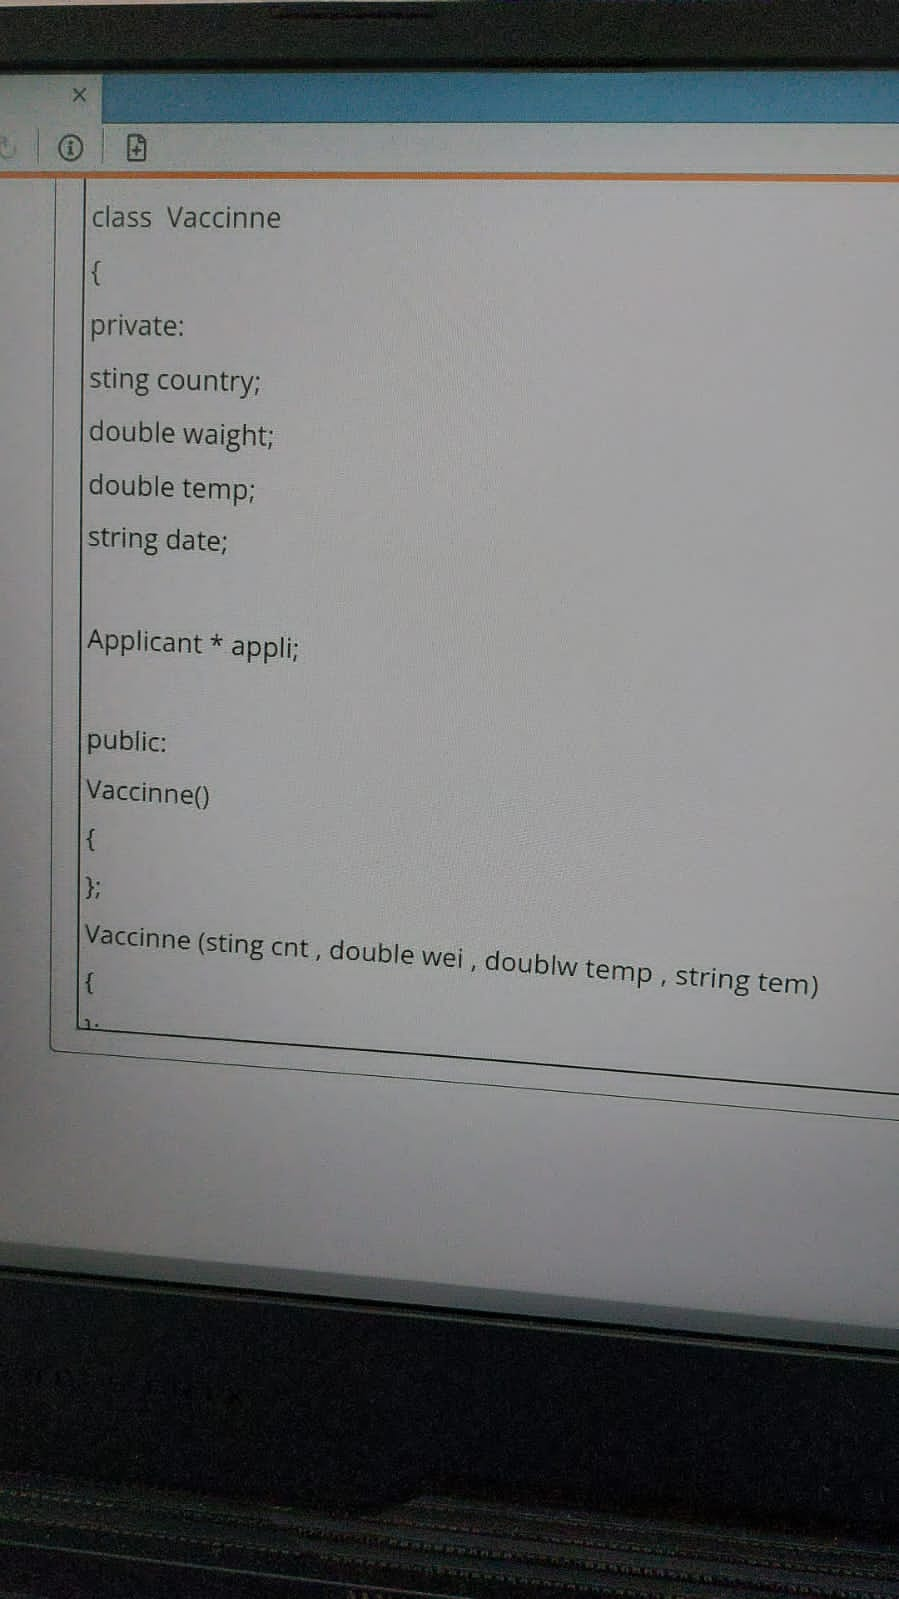 class Vaccinne
{
private:
sting country;
double waight;
double temp;
string date;
Applicant * appli;
public:
Vaccinne()
{
};
Vaccinne (sting cnt , double wei , doublw temp , string tem)
{
};